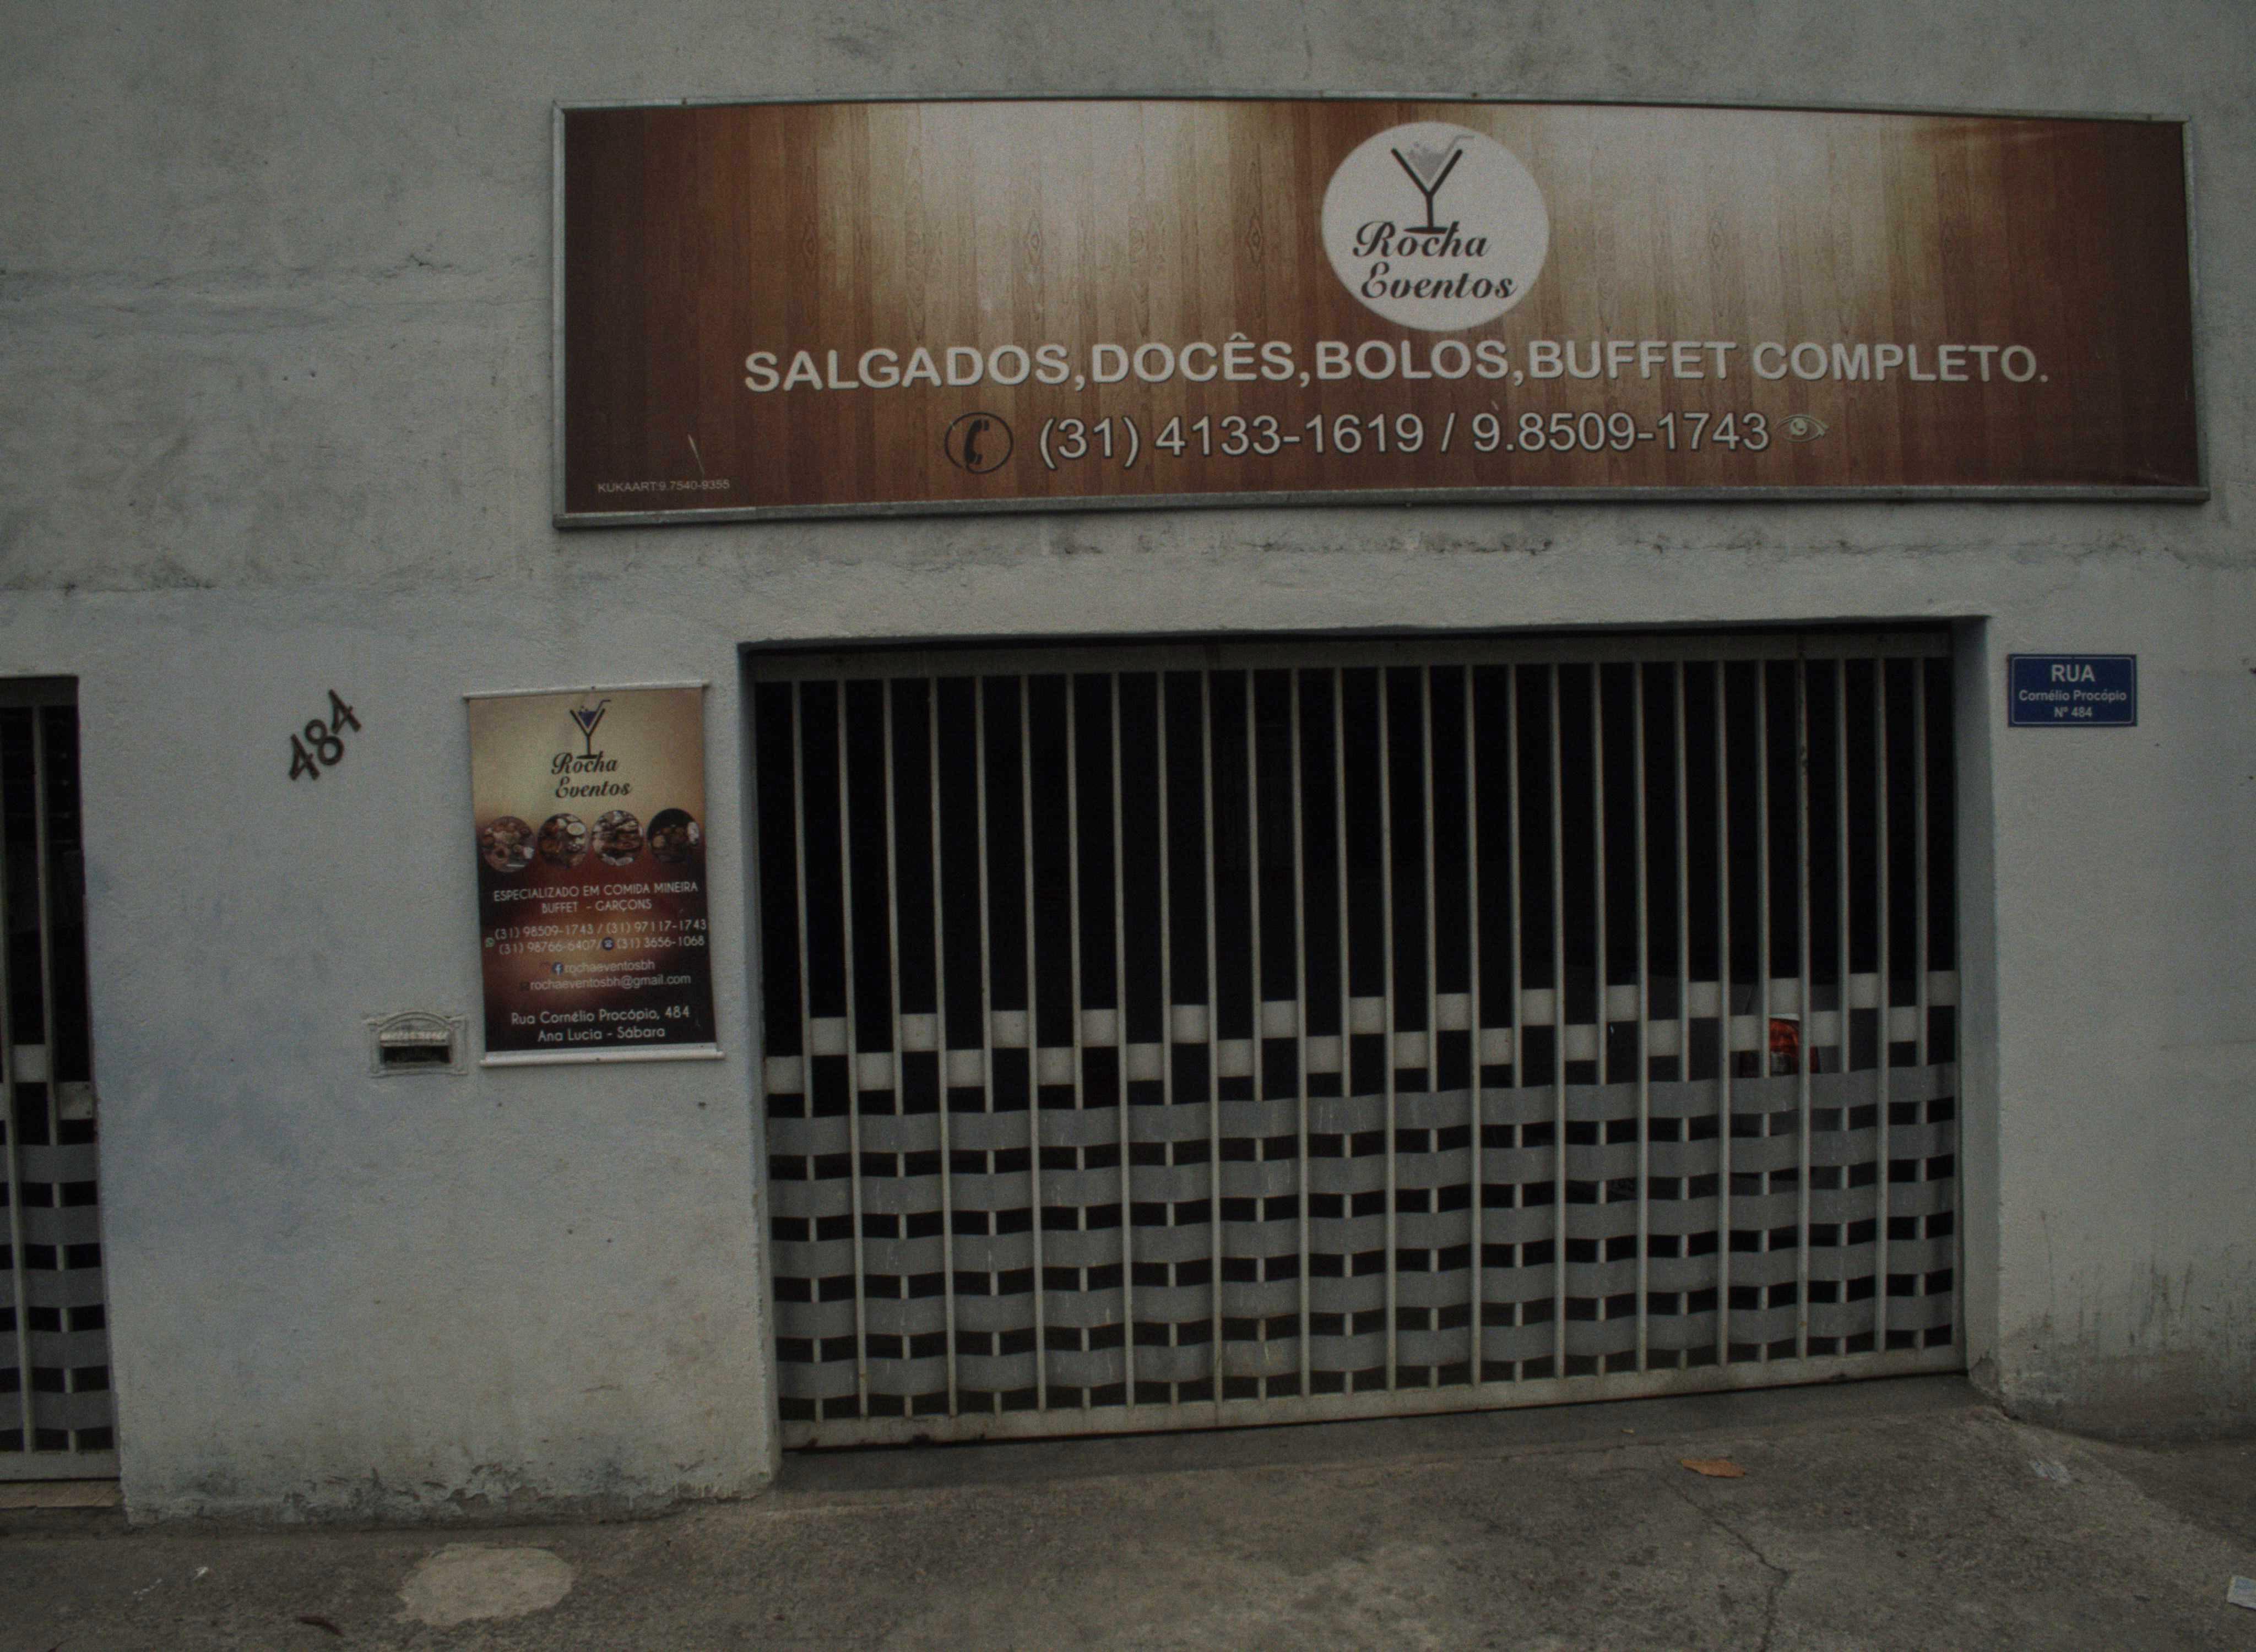 Rocha
Eventos
SALGADOS,DOCÊS,BOLOS,BUFFET COMPLETO.
(31) 4133-1619 / 9.8509-1743
KUKAART:9.7540-9355
484
RUA
Cornélio Procópio
Nº 484
Rocha
Eventos
ESPECIALIZADO EM COMIDA MINEIRA
BUFFET - GARÇONS
(31) 98509-1743 / (31) 97117-1743
(31) 98766-6407/ (31) 3656-1068
rochaeventosbh
rochaeventosbh@gmail.com
Rua Cornélio Procópio, 484
Ana Lucia - Sábara